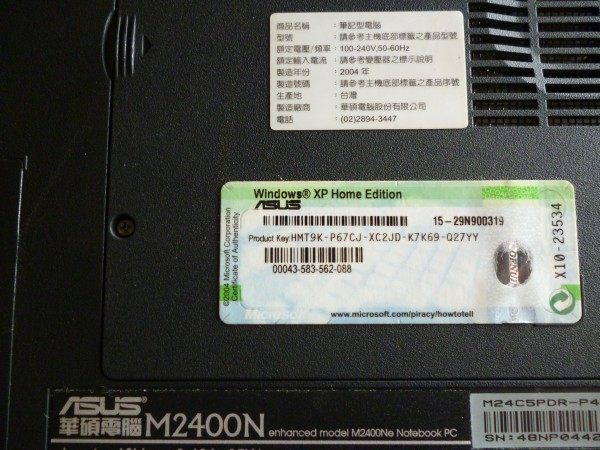 商品名稱：筆記型電腦
型號：請參考主機底部標籤之產品型號
額定電壓/頻率：100-240V,50-60Hz
額定輸入電流：請參考變壓器之標示說明
製造年份：2004 年
製造號碼：請參考主機底部標籤之產品序號
生產地：台灣
製造廠商：華碩電腦股份有限公司
電話：(02)2894-3447
Windows® XP Home Edition
ASUS
15-29N900319
Product Key:HMT9K-P67CJ-XC2JD-K7K69-Q27YY
00043-583-562-088
©2004 Microsoft Corporation
Certificate of Authenticity
X10-23534
Microsoft
www.microsoft.com/piracy/howtotell
ASUS
華碩電腦 M2400N enhanced model M2400Ne Notebook PC
M24C5PDR-P4
SN:48NP0442